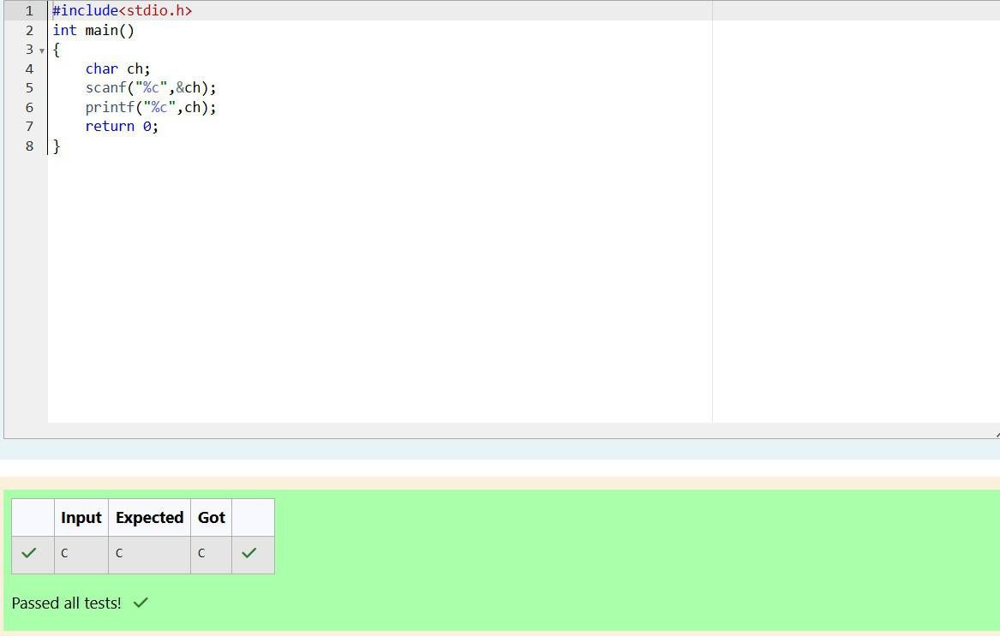 1 #include<stdio.h>
2 int main()
3 {
4     char ch;
5     scanf("%c",&ch);
6     printf("%c",ch);
7     return 0;
8 }
Input Expected Got
C C C
Passed all tests!